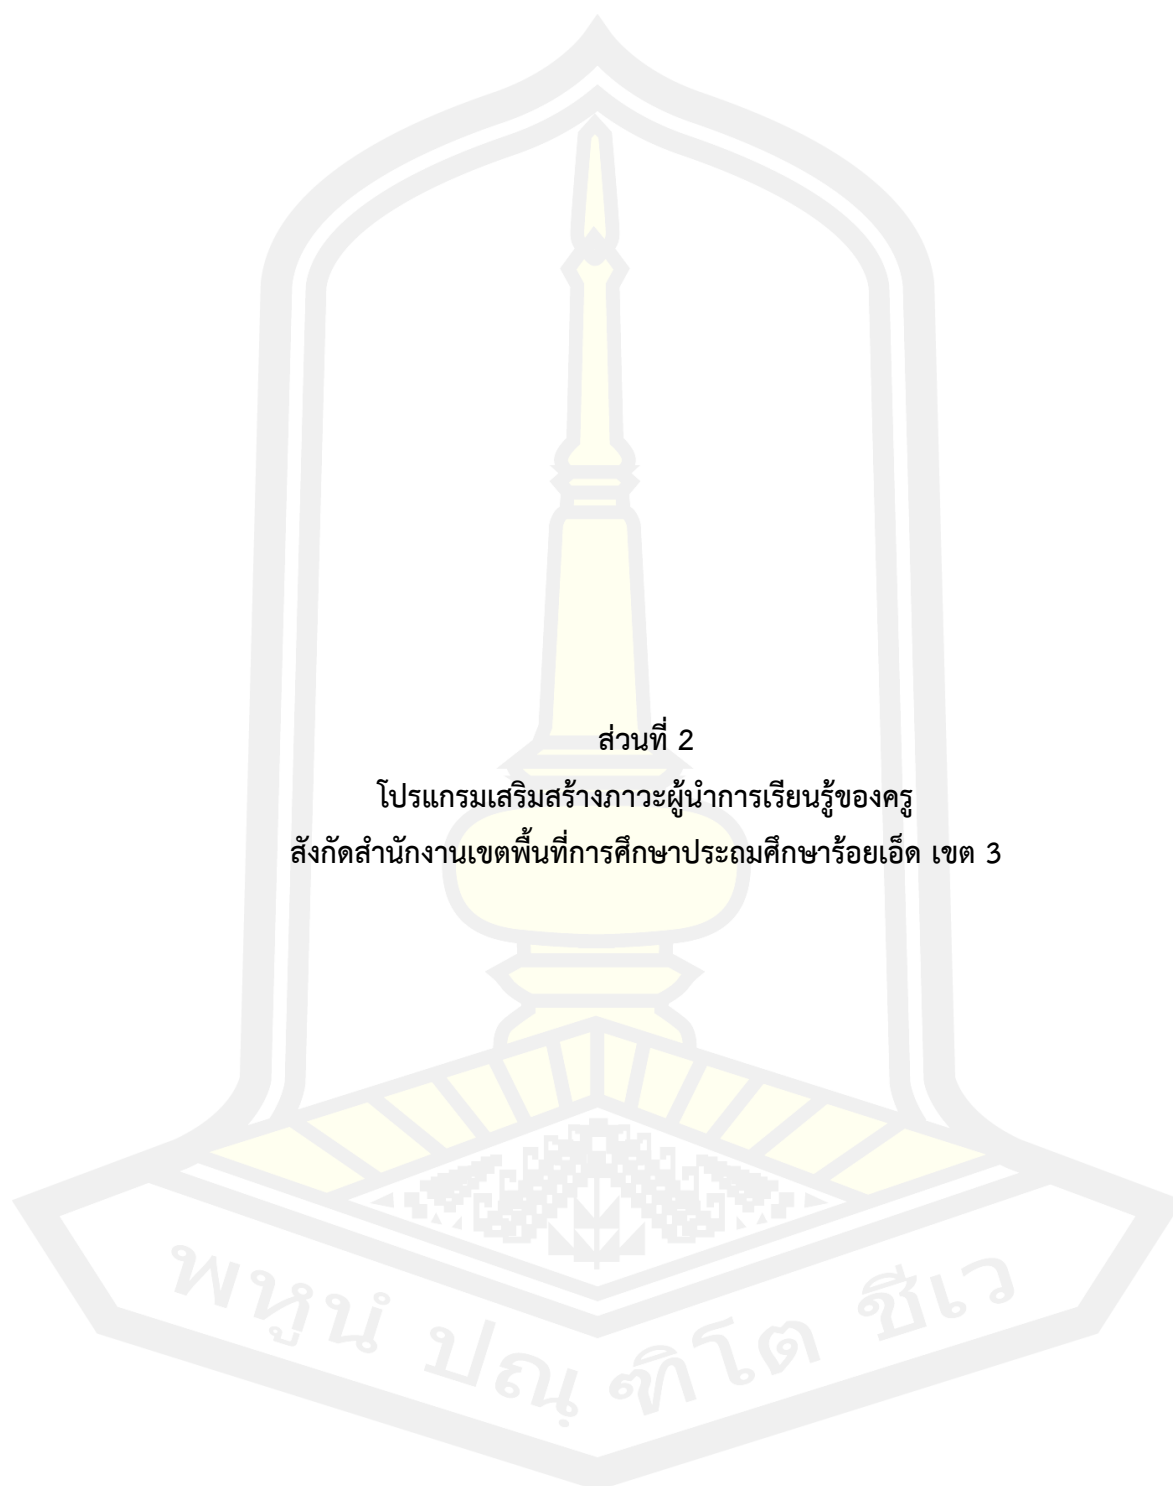 ส่วนที่ 2
โปรแกรมเสริมสร้างภาวะผู้นำการเรียนรู้ของครู
สังกัดสำนักงานเขตพื้นที่การศึกษาประถมศึกษาร้อยเอ็ด เขต 3
พหูนํ ปณฺฑิโต ชีเว